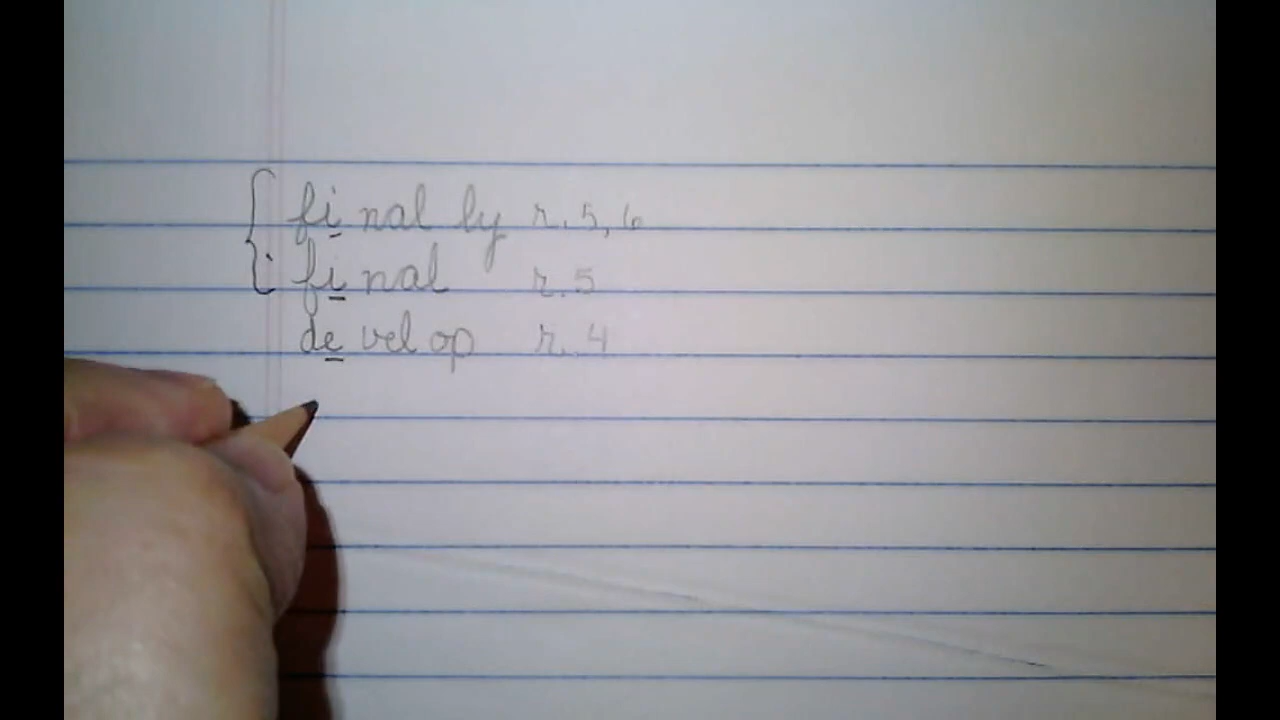 fi nal ly r. 5, 6
fi nal r. 5
de vel op r. 4